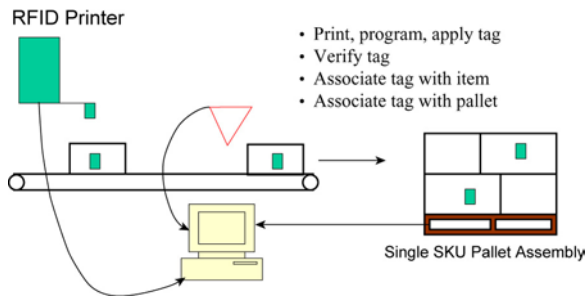 RFID Printer
• Print, program, apply tag
• Verify tag
• Associate tag with item
• Associate tag with pallet
Single SKU Pallet Assembly